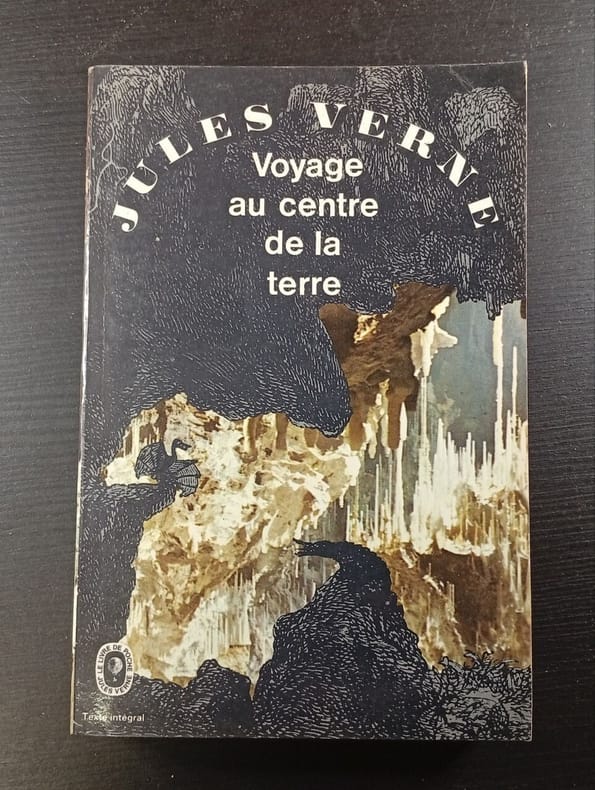 JULES VERNE
Voyage
au centre
de la
terre
LE LIVRE DE POCHE
JULES VERNE
Texte intégral